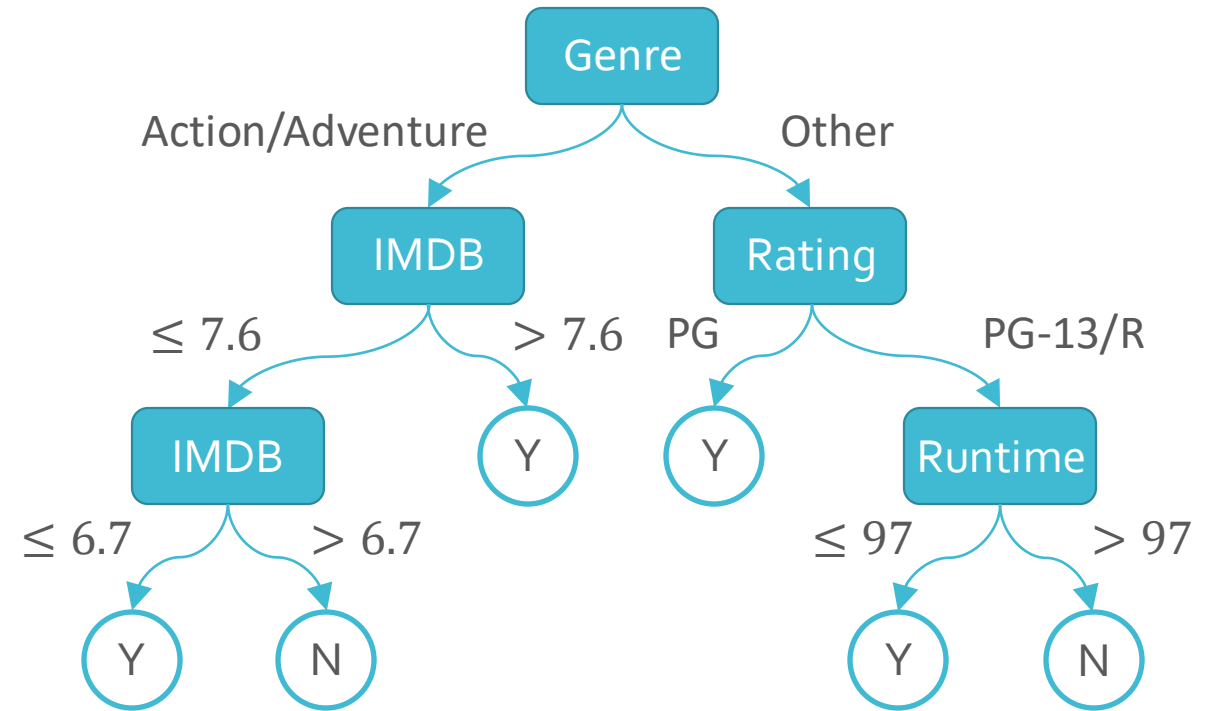 Genre
Action/Adventure
Other
IMDB
Rating
≤ 7.6
> 7.6
PG
PG-13/R
IMDB
Y
Y
Runtime
≤ 6.7
> 6.7
≤ 97
> 97
Y
N
Y
N